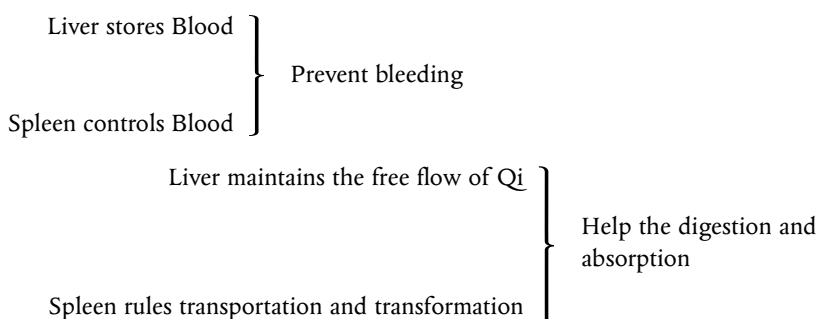 Liver stores Blood
Prevent bleeding
Spleen controls Blood
Liver maintains the free flow of Qi
Help the digestion and
absorption
Spleen rules transportation and transformation